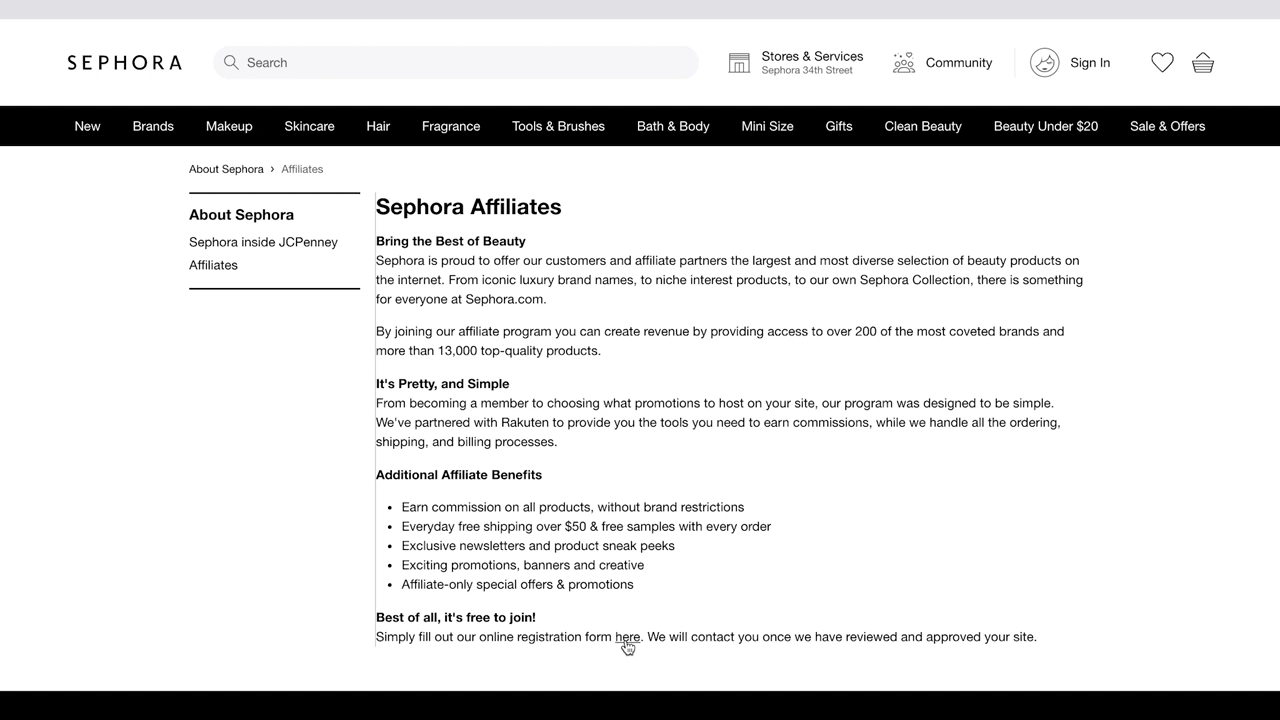 SEPHORA
Search
Stores & Services
Sephora 34th Street
Community
Sign In
New Brands Makeup Skincare Hair Fragrance Tools & Brushes Bath & Body Mini Size Gifts Clean Beauty Beauty Under $20 Sale & Offers
About Sephora › Affiliates
About Sephora
Sephora inside JCPenney
Affiliates
Sephora Affiliates
Bring the Best of Beauty
Sephora is proud to offer our customers and affiliate partners the largest and most diverse selection of beauty products on
the internet. From iconic luxury brand names, to niche interest products, to our own Sephora Collection, there is something
for everyone at Sephora.com.
By joining our affiliate program you can create revenue by providing access to over 200 of the most coveted brands and
more than 13,000 top-quality products.
It's Pretty, and Simple
From becoming a member to choosing what promotions to host on your site, our program was designed to be simple.
We've partnered with Rakuten to provide you the tools you need to earn commissions, while we handle all the ordering,
shipping, and billing processes.
Additional Affiliate Benefits
• Earn commission on all products, without brand restrictions
• Everyday free shipping over $50 & free samples with every order
• Exclusive newsletters and product sneak peeks
• Exciting promotions, banners and creative
• Affiliate-only special offers & promotions
Best of all, it's free to join!
Simply fill out our online registration form here. We will contact you once we have reviewed and approved your site.